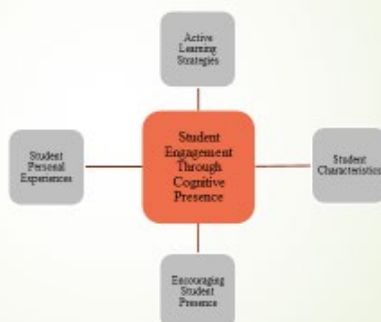 Active
Learning
Strategies
Student
Engagement
Through
Cognitive
Presence
Student
Personal
Experiences
Student
Characteristics
Encouraging
Student
Presence